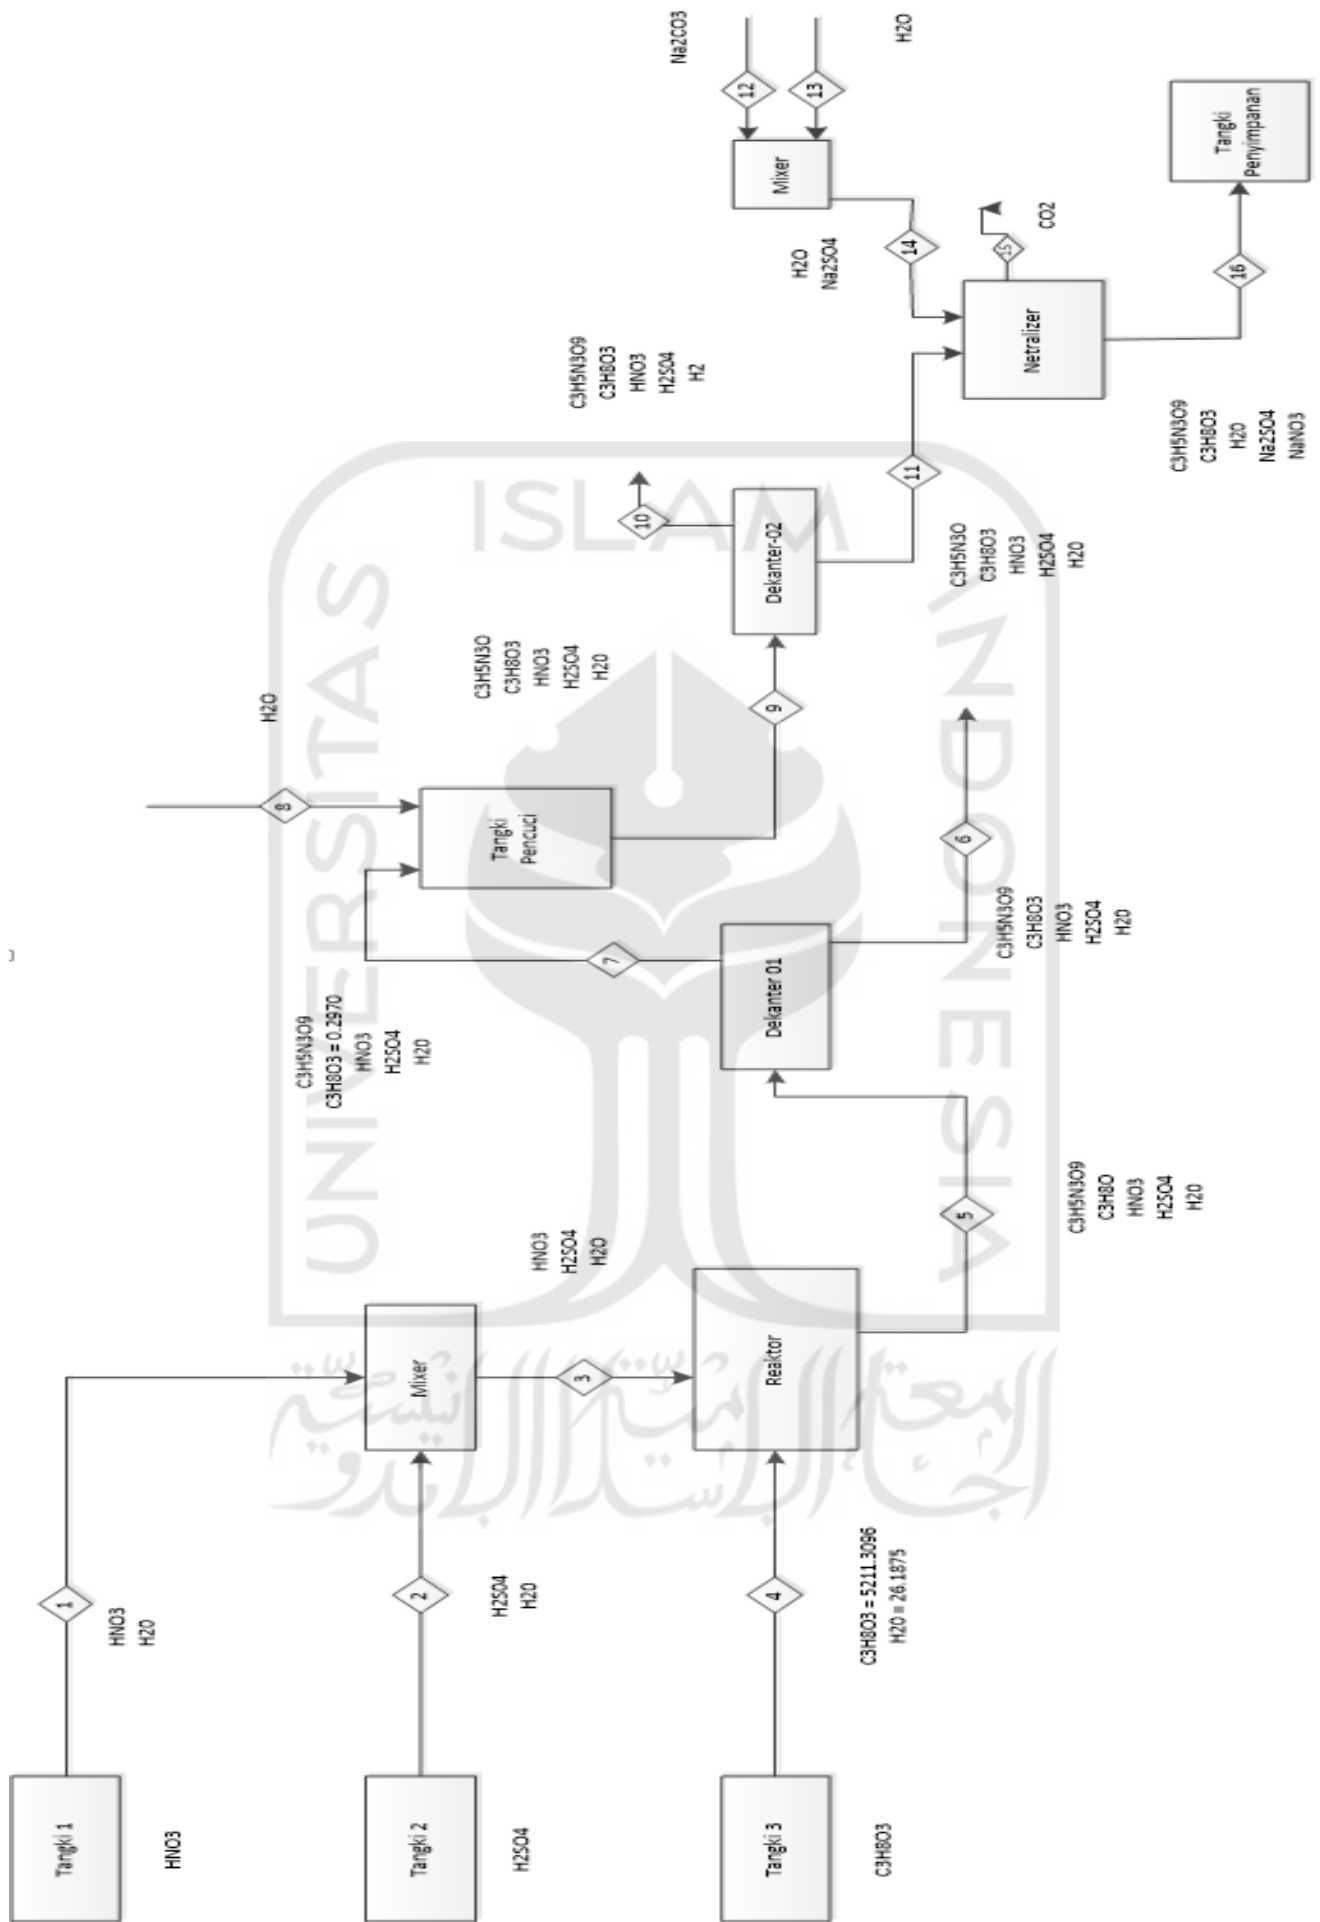 Tangki 1
HNO3
1
HNO3
H2O
Tangki 2
H2SO4
2
H2SO4
H2O
Tangki 3
C3H8O3
4
C3H8O3 = 5211.3096
H2O = 26.1875
Mixer
3
HNO3
H2SO4
H2O
Reaktor
5
C3H5N3O9
C3H8O
HNO3
H2SO4
H2O
Dekanter 01
7
C3H5N3O9
C3H8O3 = 0.2970
HNO3
H2SO4
H2O
6
C3H5N3O9
C3H8O3
HNO3
H2SO4
H2O
8
H2O
Tangki
Pencuci
9
C3H5N3O
C3H8O3
HNO3
H2SO4
H2O
Dekanter-02
10
C3H5N3O9
C3H8O3
HNO3
H2SO4
H2
11
C3H5N3O
C3H8O3
HNO3
H2SO4
H2O
Na2CO3
12
13
H2O
Mixer
14
H2O
Na2SO4
Netralizer
15
CO2
16
C3H5N3O9
C3H8O3
H2O
Na2SO4
NaNO3
Tangki
Penyimpanan
UNIVERSITAS
ISLAM
INDONESIA